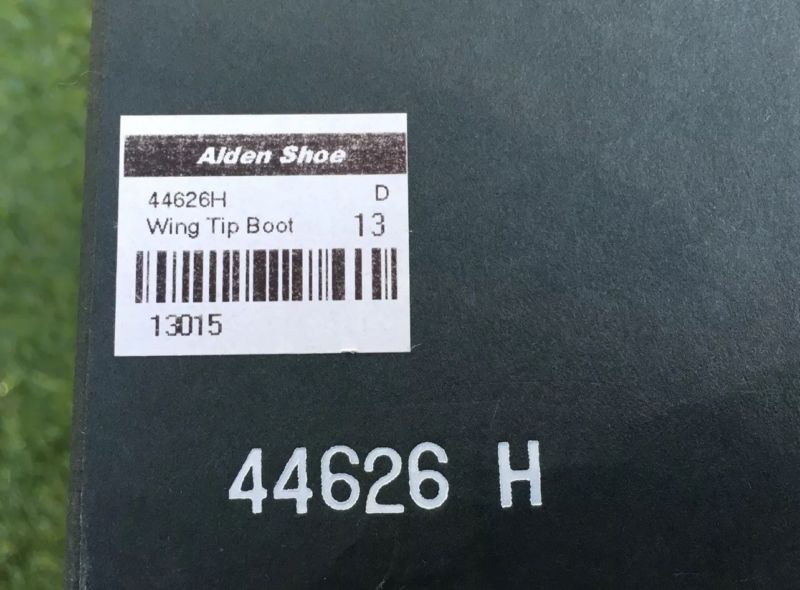 Alden Shoe
44626H D
Wing Tip Boot 13
13015
44626 H